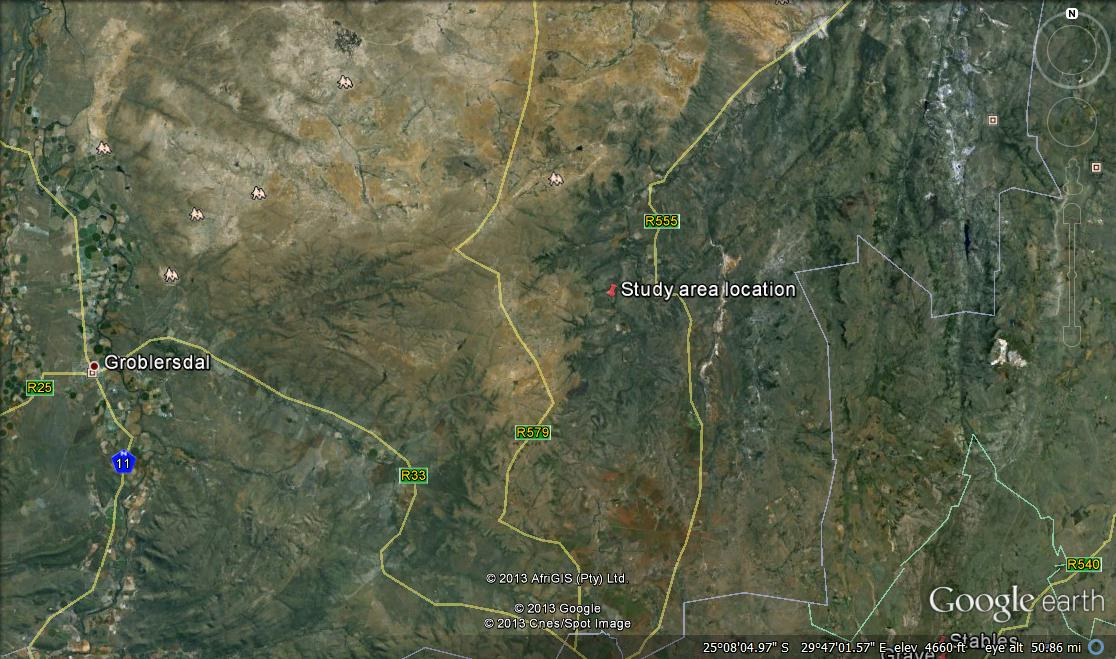 N
R555
Study area location
Groblersdal
R25
R579
11
R33
© 2013 AfriGIS (Pty) Ltd.
R540
© 2013 Google
Google earth
© 2013 Cnes/Spot Image
Stables
25°08'04.97" S 29°47'01.57" E elev 4660 ft eye alt 50.86 mi
Grave